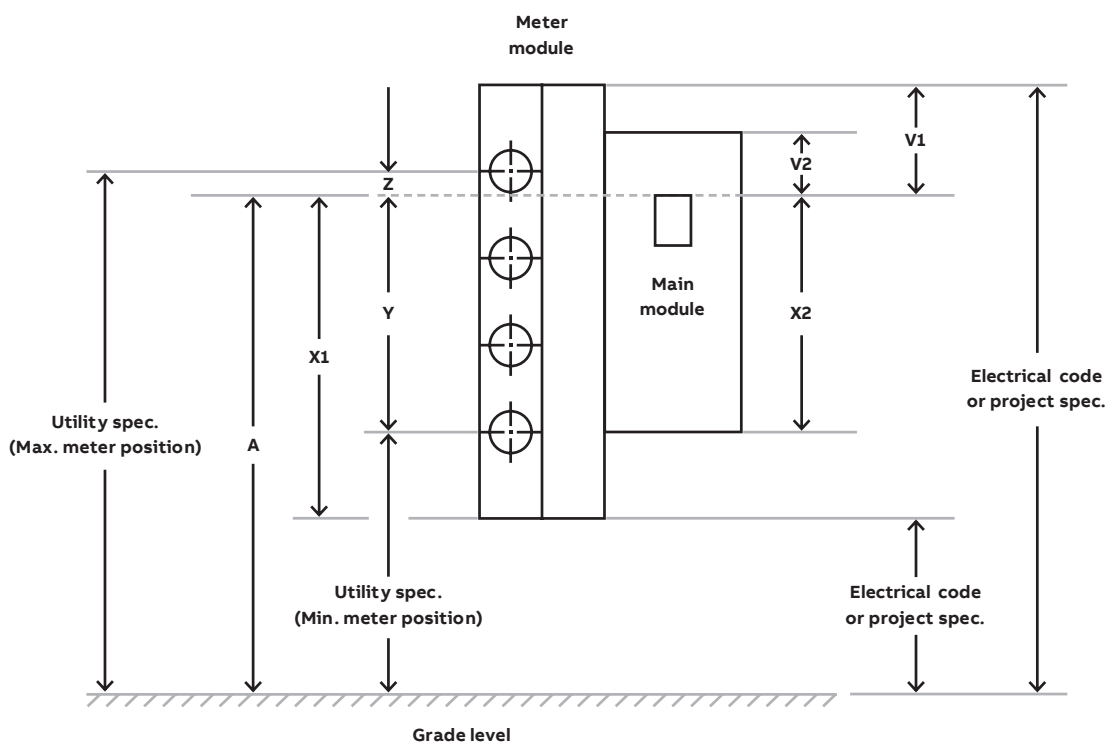 Meter
module
V1
V2
Z
Main
module
Y
X2
X1
Electrical code
or project spec.
Utility spec.
(Max. meter position)
A
Utility spec.
(Min. meter position)
Electrical code
or project spec.
Grade level